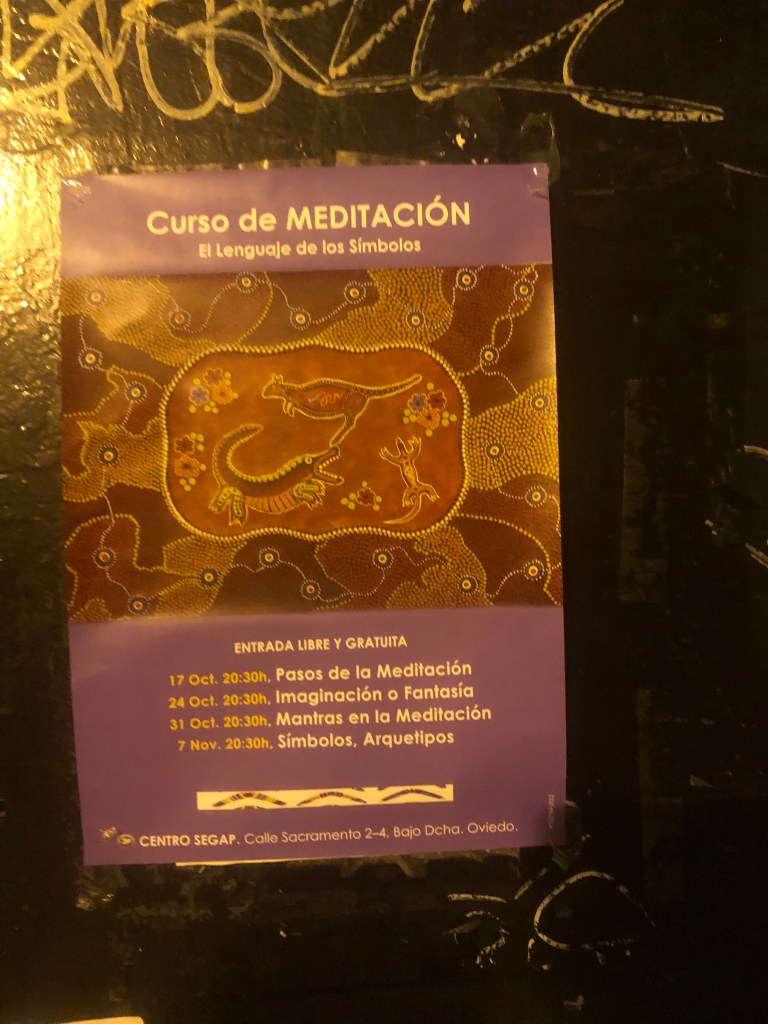 Curso de MEDITACIÓN
El Lenguaje de los Símbolos
ENTRADA LIBRE Y GRATUITA
17 Oct. 20:30h, Pasos de la Meditación
24 Oct. 20:30h, Imaginación o Fantasía
31 Oct. 20:30h, Mantras en la Meditación
7 Nov. 20:30h, Símbolos, Arquetipos
CENTRO SEGAP. Calle Sacramento 2–4, Bajo Dcha. Oviedo.